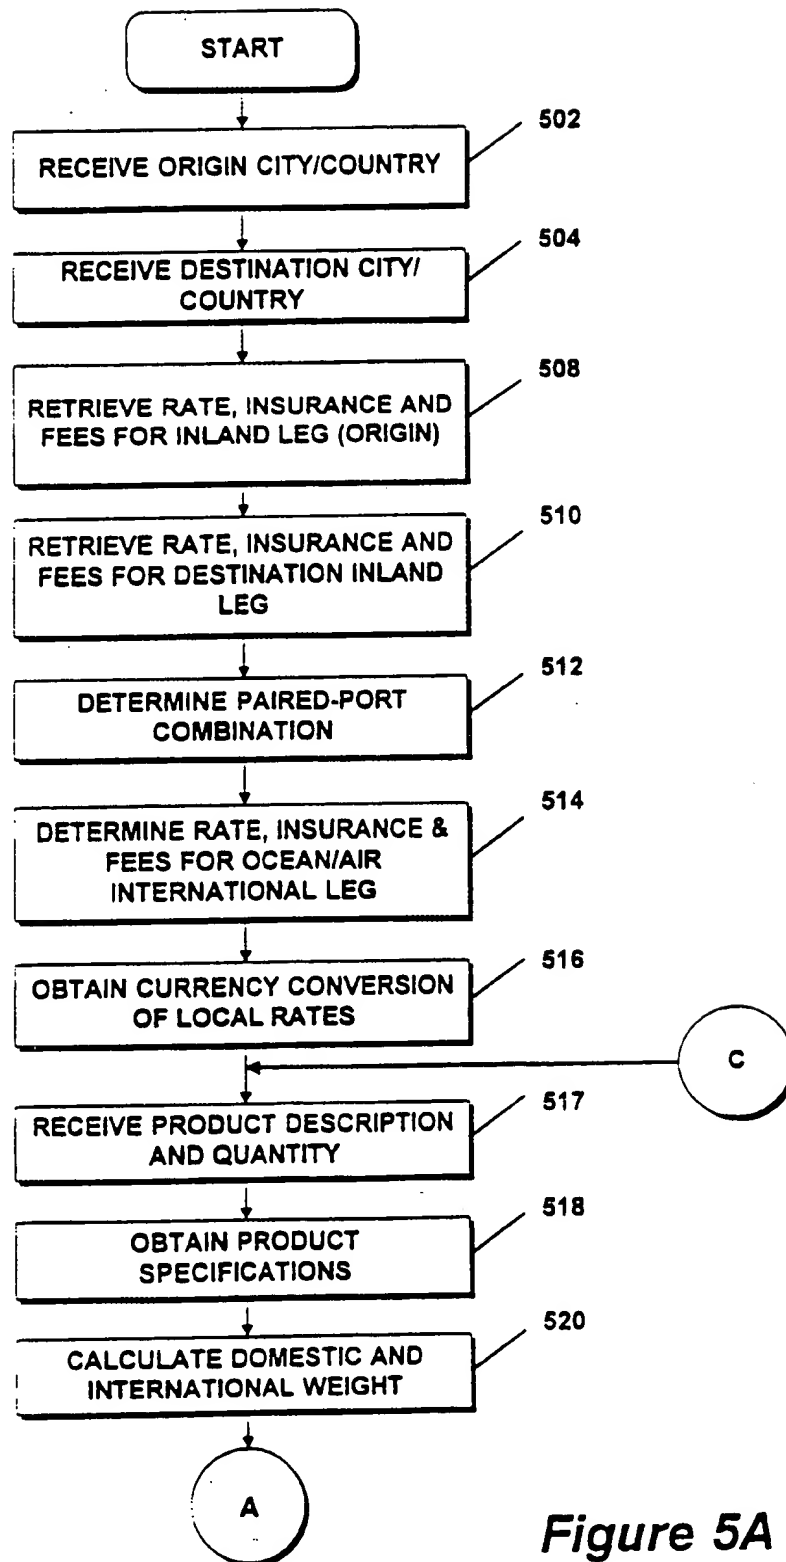 START
502
RECEIVE ORIGIN CITY/COUNTRY
504
RECEIVE DESTINATION CITY/
COUNTRY
508
RETRIEVE RATE, INSURANCE AND
FEES FOR INLAND LEG (ORIGIN)
510
RETRIEVE RATE, INSURANCE AND
FEES FOR DESTINATION INLAND
LEG
512
DETERMINE PAIRED-PORT
COMBINATION
514
DETERMINE RATE, INSURANCE &
FEES FOR OCEAN/AIR
INTERNATIONAL LEG
516
OBTAIN CURRENCY CONVERSION
OF LOCAL RATES
C
517
RECEIVE PRODUCT DESCRIPTION
AND QUANTITY
518
OBTAIN PRODUCT
SPECIFICATIONS
520
CALCULATE DOMESTIC AND
INTERNATIONAL WEIGHT
A
Figure 5A